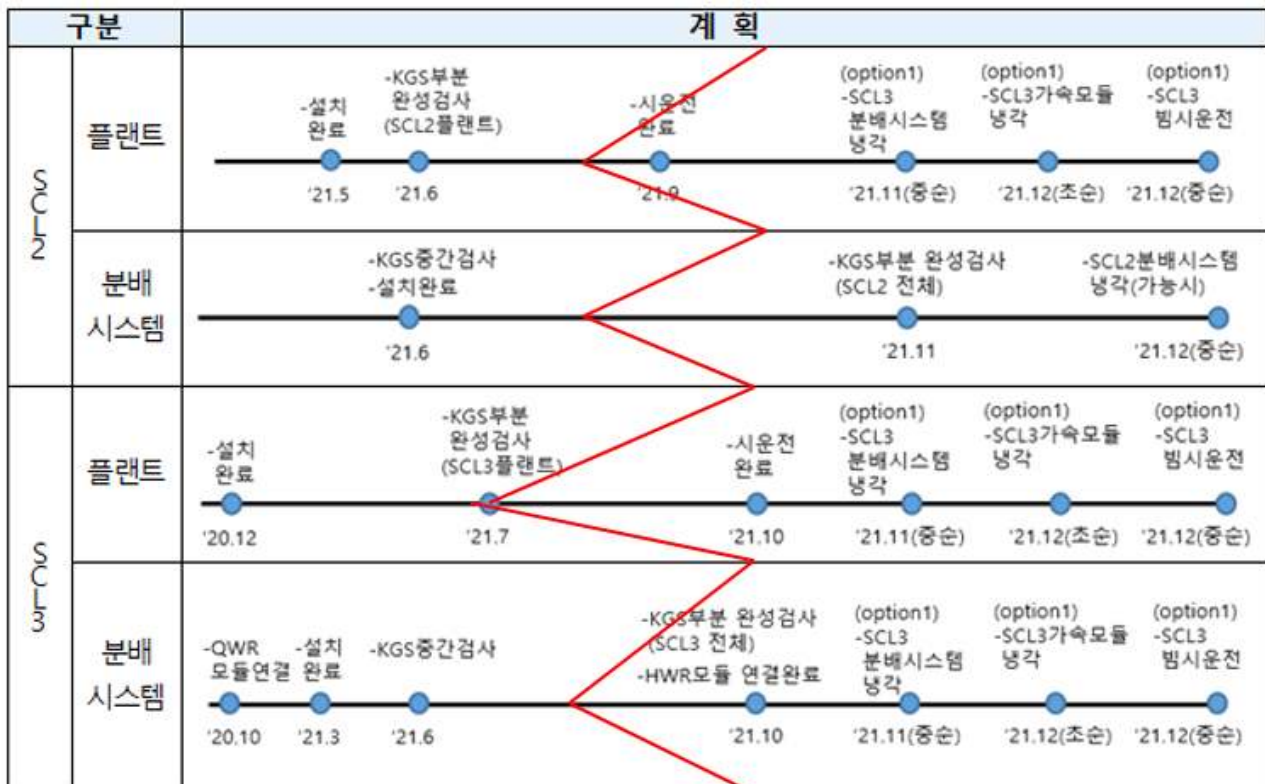 구분
계 획
SCL2
플랜트
-설치
완료
'21.5
-KGS부분
완성검사
(SCL2플랜트)
'21.6
-시운전
완료
'21.9
(option1)
-SCL3
분배시스템
냉각
'21.11(중순)
(option1)
-SCL3가속모듈
냉각
'21.12(초순)
(option1)
-SCL3
빔시운전
'21.12(중순)
분배
시스템
-KGS중간검사
-설치완료
'21.6
-KGS부분 완성검사
(SCL2 전체)
'21.11
-SCL2분배시스템
냉각(가능시)
'21.12(중순)
SCL3
플랜트
-설치
완료
'20.12
-KGS부분
완성검사
(SCL3플랜트)
'21.7
-시운전
완료
'21.10
(option1)
-SCL3
분배시스템
냉각
'21.11(중순)
(option1)
-SCL3가속모듈
냉각
'21.12(초순)
(option1)
-SCL3
빔시운전
'21.12(중순)
분배
시스템
-QWR
모듈연결
'20.10
-설치
완료
'21.3
-KGS중간검사
'21.6
-KGS부분 완성검사
(SCL3 전체)
-HWR모듈 연결완료
'21.10
(option1)
-SCL3
분배시스템
냉각
'21.11(중순)
(option1)
-SCL3가속모듈
냉각
'21.12(초순)
(option1)
-SCL3
빔시운전
'21.12(중순)